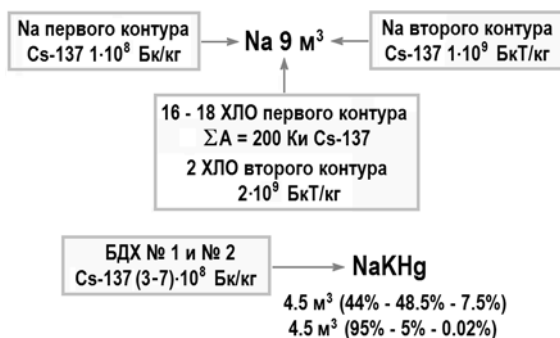 Na первого контура
Cs-137 1·10⁸ Бк/кг
Na 9 м³
Na второго контура
Cs-137 1·10⁹ БкТ/кг
16 - 18 ХЛО первого контура
ΣA = 200 Ки Cs-137
2 ХЛО второго контура
2·10⁹ БкТ/кг
БДХ № 1 и № 2
Cs-137 (3-7)·10⁸ Бк/кг
NaKHg
4.5 м³ (44% - 48.5% - 7.5%)
4.5 м³ (95% - 5% - 0.02%)